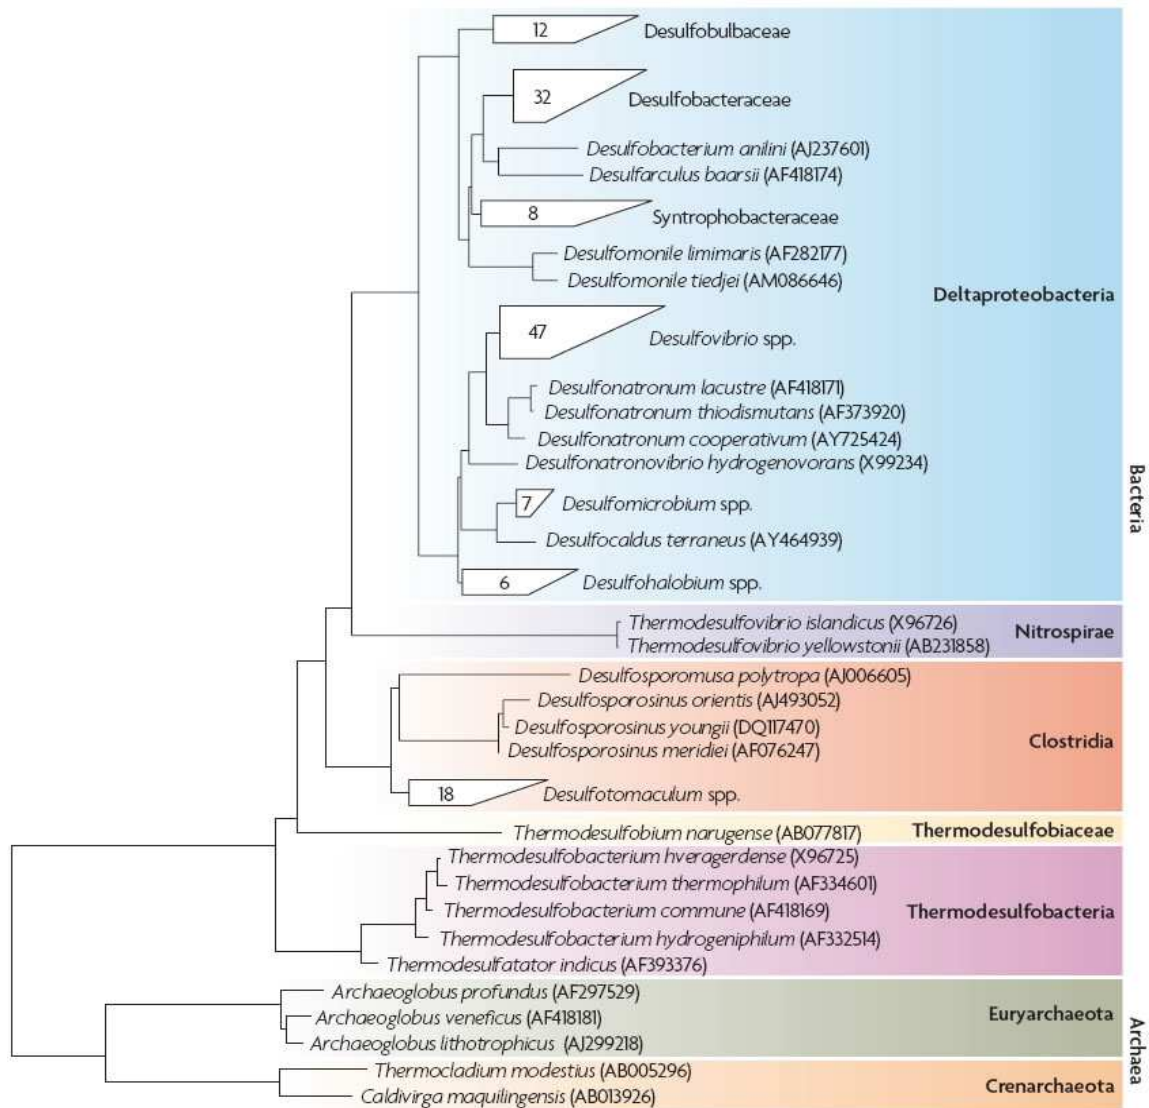 12
Desulfobulbaceae
32
Desulfobacteraceae
Desulfobacterium anilini (AJ237601)
Desulfarculus baarsii (AF418174)
8
Syntrophobacteraceae
Desulfomonile limimaris (AF282177)
Desulfomonile tiedjei (AM086646)
Deltaproteobacteria
47
Desulfovibrio spp.
Desulfonatronum lacustre (AF418171)
Desulfonatronum thiodismutans (AF373920)
Desulfonatronum cooperativum (AY725424)
Desulfonatronovibrio hydrogenovorans (X99234)
7
Desulfomicrobium spp.
Desulfocaldus terraneus (AY464939)
6
Desulfohalobium spp.
Bacteria
Thermodesulfovibrio islandicus (X96726)
Thermodesulfovibrio yellowstonii (AB231858)
Nitrospirae
Desulfosporomusa polytropa (AJ006605)
Desulfosporosinus orientis (AJ493052)
Desulfosporosinus youngii (DQ117470)
Desulfosporosinus meridiei (AF076247)
Clostridia
18
Desulfotomaculum spp.
Thermodesulfobium narugense (AB077817)
Thermodesulfobiaceae
Thermodesulfobacterium hveragerdense (X96725)
Thermodesulfobacterium thermophilum (AF334601)
Thermodesulfobacterium commune (AF418169)
Thermodesulfobacteria
Thermodesulfobacterium hydrogeniphilum (AF332514)
Thermodesulfatator indicus (AF393376)
Archaeoglobus profundus (AF297529)
Archaeoglobus veneficus (AF418181)
Euryarchaeota
Archaeoglobus lithotrophicus (AJ299218)
Archaea
Thermocladium modestius (AB005296)
Caldivirga maquilingensis (AB013926)
Crenarchaeota